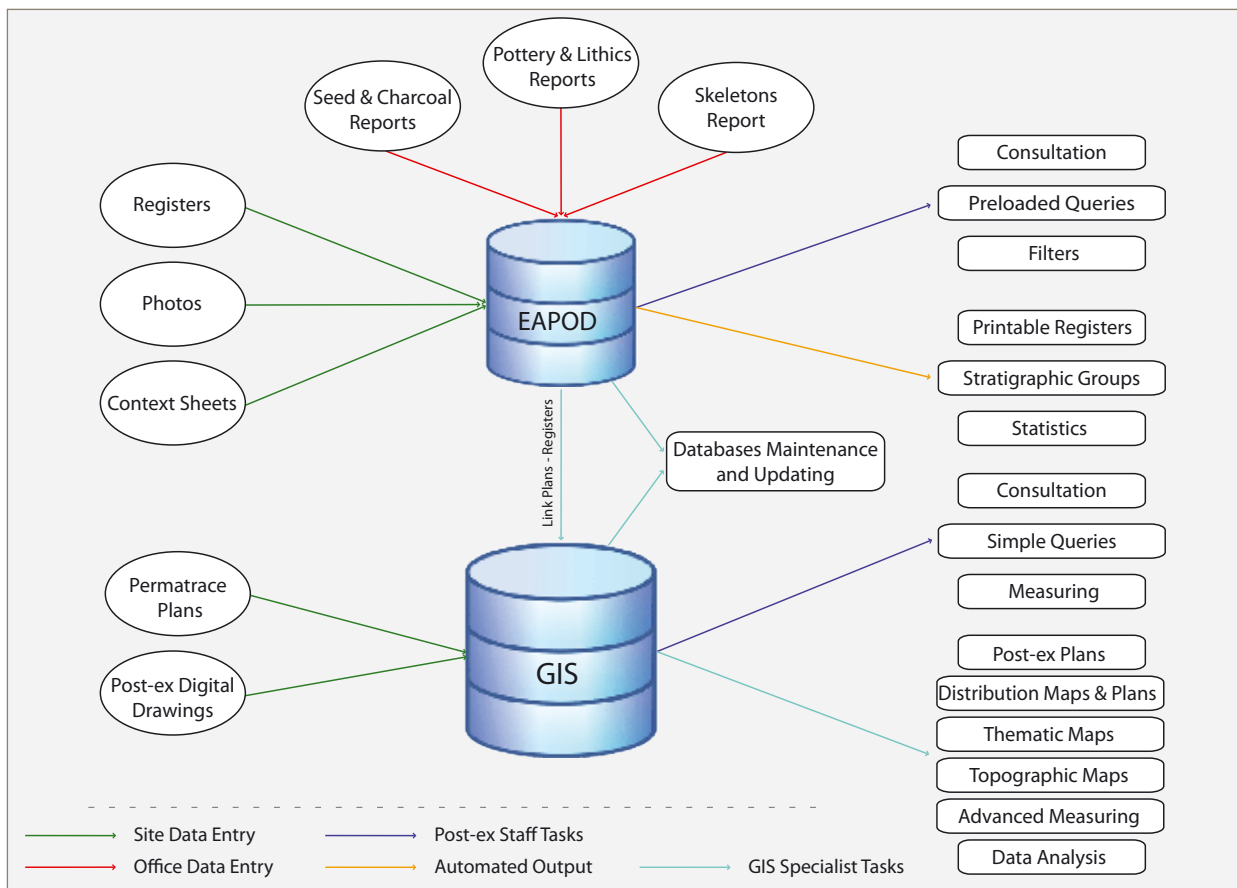 Pottery & Lithics
Reports
Seed & Charcoal
Reports
Skeletons
Report
Registers
Photos
Context Sheets
EAPOD
Consultation
Preloaded Queries
Filters
Printable Registers
Stratigraphic Groups
Statistics
Link Plans - Registers
Databases Maintenance
and Updating
Permatrace
Plans
Post-ex Digital
Drawings
GIS
Consultation
Simple Queries
Measuring
Post-ex Plans
Distribution Maps & Plans
Thematic Maps
Topographic Maps
Advanced Measuring
Data Analysis
Site Data Entry
Post-ex Staff Tasks
Office Data Entry
Automated Output
GIS Specialist Tasks